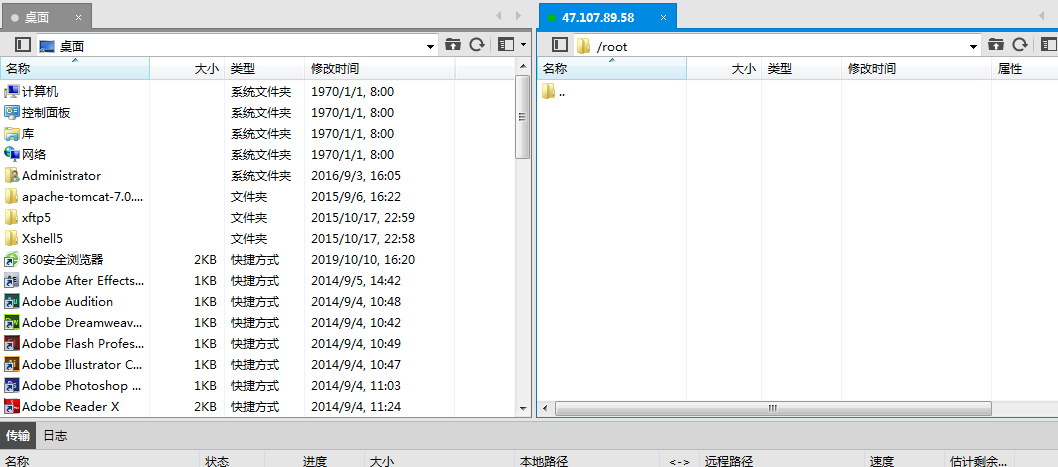 桌面 × 47.107.89.58 ×
桌面 /root
名称 大小 类型 修改时间 名称 大小 类型 修改时间 属性
计算机 系统文件夹 1970/1/1, 8:00 ..
控制面板 系统文件夹 1970/1/1, 8:00
库 系统文件夹 1970/1/1, 8:00
网络 系统文件夹 1970/1/1, 8:00
Administrator 系统文件夹 2016/9/3, 16:05
apache-tomcat-7.0.... 文件夹 2015/9/6, 16:22
xftp5 文件夹 2015/10/17, 22:59
Xshell5 文件夹 2015/10/17, 22:58
360安全浏览器 2KB 快捷方式 2019/10/10, 16:20
Adobe After Effects... 1KB 快捷方式 2014/9/5, 14:42
Adobe Audition 1KB 快捷方式 2014/9/4, 10:48
Adobe Dreamweav... 1KB 快捷方式 2014/9/4, 10:42
Adobe Flash Profes... 1KB 快捷方式 2014/9/4, 10:49
Adobe Illustrator C... 1KB 快捷方式 2014/9/4, 10:47
Adobe Photoshop ... 1KB 快捷方式 2014/9/4, 11:03
Adobe Reader X 2KB 快捷方式 2014/9/4, 11:24
传输 日志
名称 状态 进度 大小 本地路径 <-> 远程路径 速度 估计剩余...